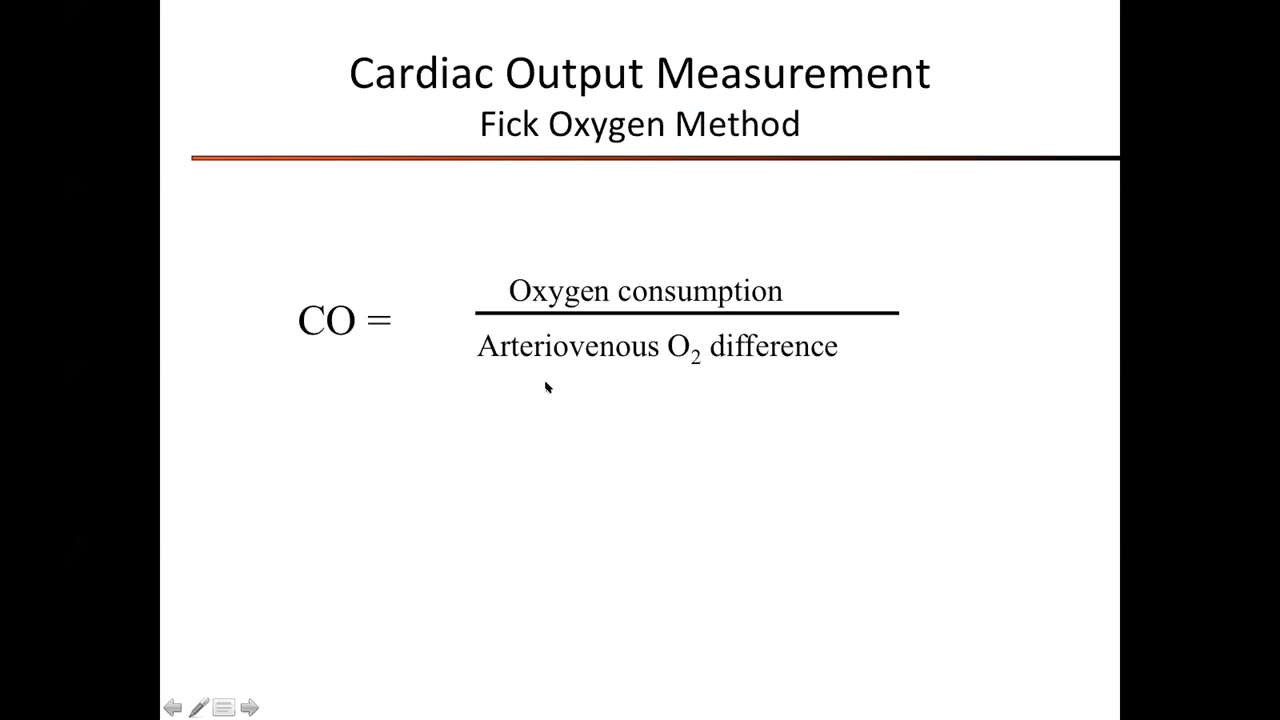 Cardiac Output Measurement
Fick Oxygen Method
Oxygen consumption
CO =
Arteriovenous O₂ difference